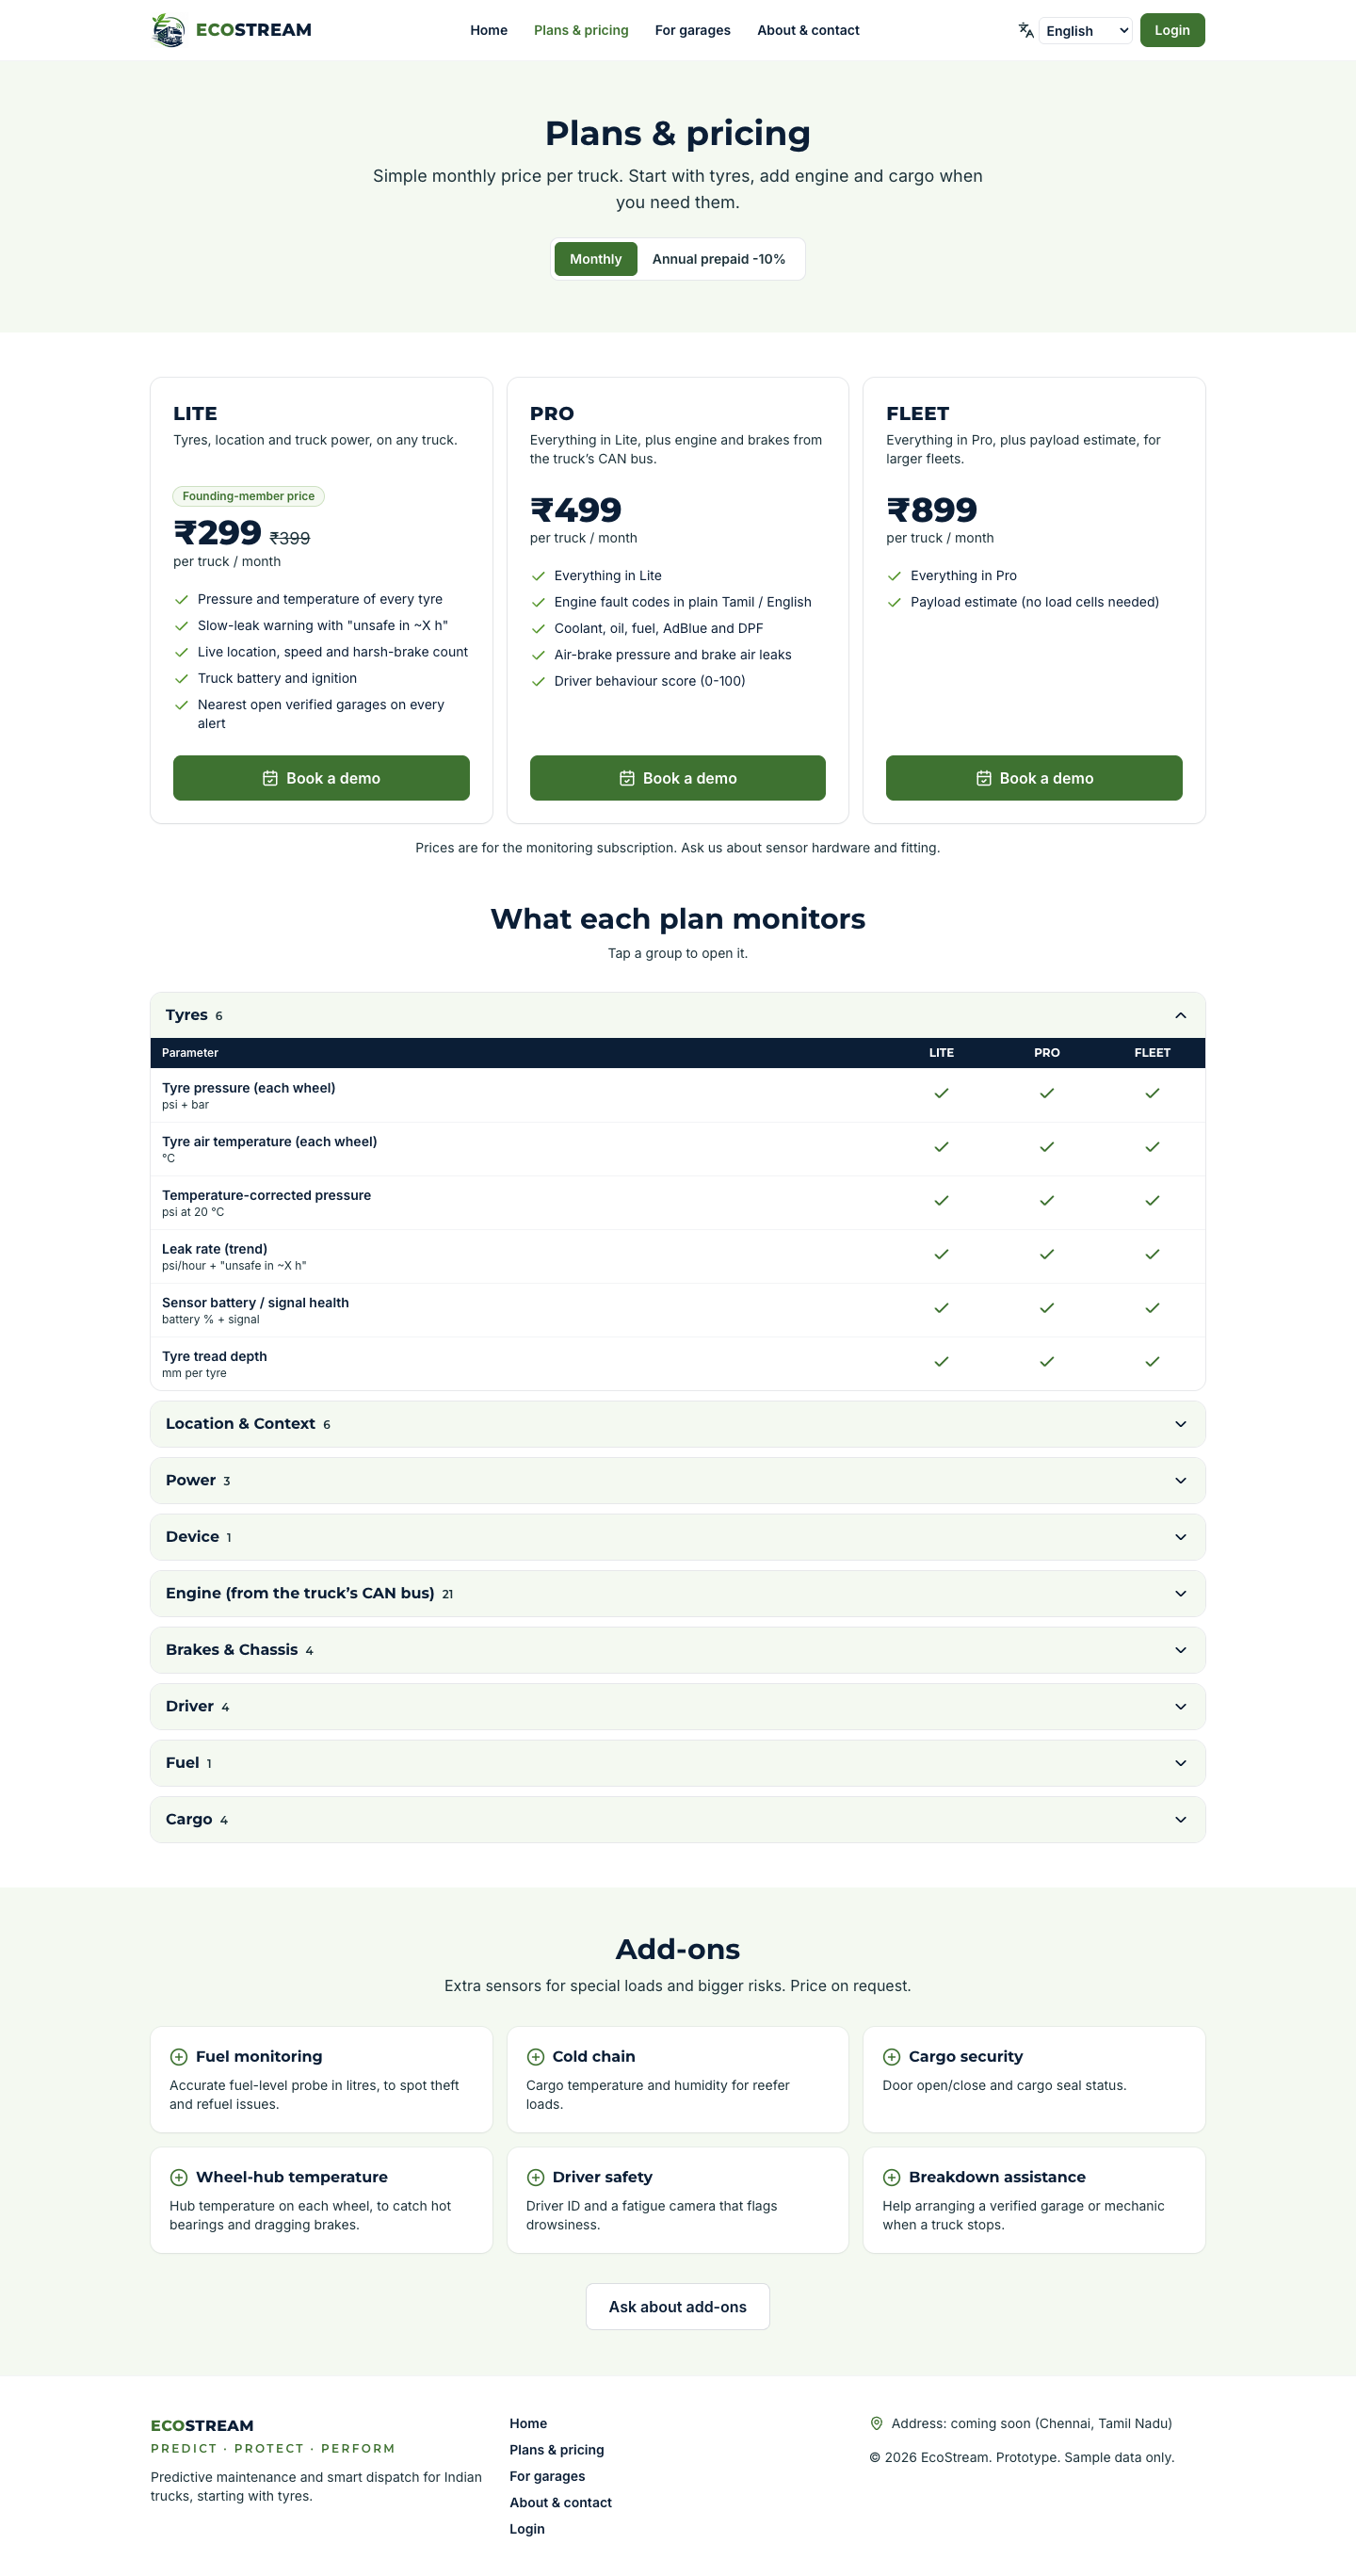 ECOSTREAM
Home
Plans & pricing
For garages
About & contact
English
Login
Plans & pricing
Simple monthly price per truck. Start with tyres, add engine and cargo when
you need them.
Monthly
Annual prepaid -10%
LITE
Tyres, location and truck power, on any truck.
Founding-member price
₹299 ₹399
per truck / month
Pressure and temperature of every tyre
Slow-leak warning with "unsafe in ~X h"
Live location, speed and harsh-brake count
Truck battery and ignition
Nearest open verified garages on every
alert
Book a demo
PRO
Everything in Lite, plus engine and brakes from
the truck’s CAN bus.
₹499
per truck / month
Everything in Lite
Engine fault codes in plain Tamil / English
Coolant, oil, fuel, AdBlue and DPF
Air-brake pressure and brake air leaks
Driver behaviour score (0-100)
Book a demo
FLEET
Everything in Pro, plus payload estimate, for
larger fleets.
₹899
per truck / month
Everything in Pro
Payload estimate (no load cells needed)
Book a demo
Prices are for the monitoring subscription. Ask us about sensor hardware and fitting.
What each plan monitors
Tap a group to open it.
Tyres 6
Parameter LITE PRO FLEET
Tyre pressure (each wheel)
psi + bar
Tyre air temperature (each wheel)
°C
Temperature-corrected pressure
psi at 20 °C
Leak rate (trend)
psi/hour + "unsafe in ~X h"
Sensor battery / signal health
battery % + signal
Tyre tread depth
mm per tyre
Location & Context 6
Power 3
Device 1
Engine (from the truck’s CAN bus) 21
Brakes & Chassis 4
Driver 4
Fuel 1
Cargo 4
Add-ons
Extra sensors for special loads and bigger risks. Price on request.
Fuel monitoring
Accurate fuel-level probe in litres, to spot theft
and refuel issues.
Cold chain
Cargo temperature and humidity for reefer
loads.
Cargo security
Door open/close and cargo seal status.
Wheel-hub temperature
Hub temperature on each wheel, to catch hot
bearings and dragging brakes.
Driver safety
Driver ID and a fatigue camera that flags
drowsiness.
Breakdown assistance
Help arranging a verified garage or mechanic
when a truck stops.
Ask about add-ons
ECOSTREAM
PREDICT · PROTECT · PERFORM
Predictive maintenance and smart dispatch for Indian
trucks, starting with tyres.
Home
Plans & pricing
For garages
About & contact
Login
Address: coming soon (Chennai, Tamil Nadu)
© 2026 EcoStream. Prototype. Sample data only.